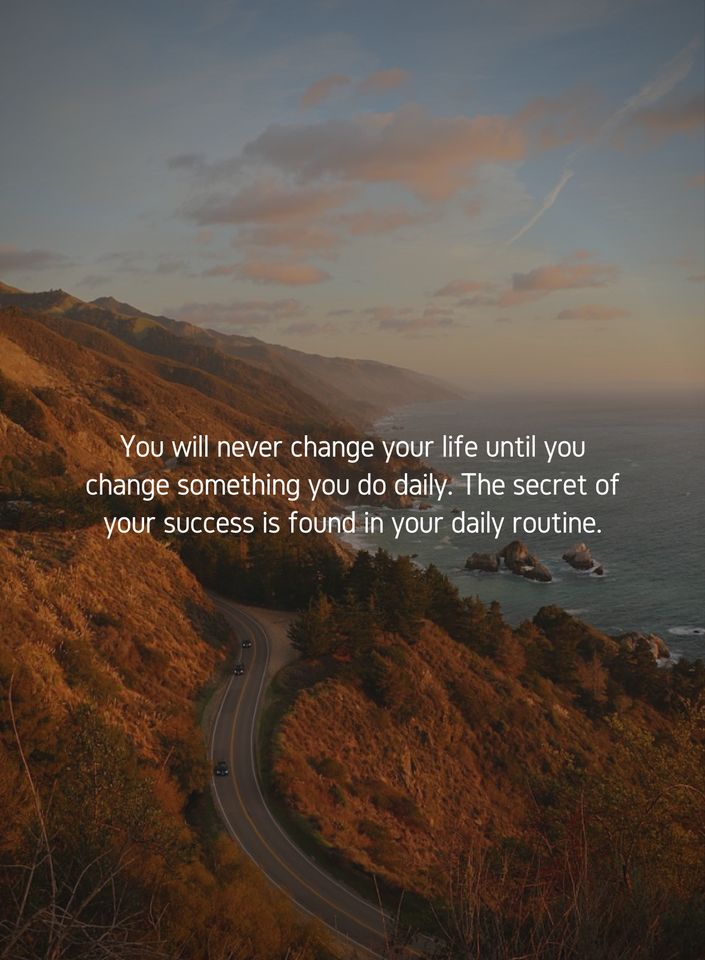 You will never change your life until you
change something you do daily. The secret of
your success is found in your daily routine.